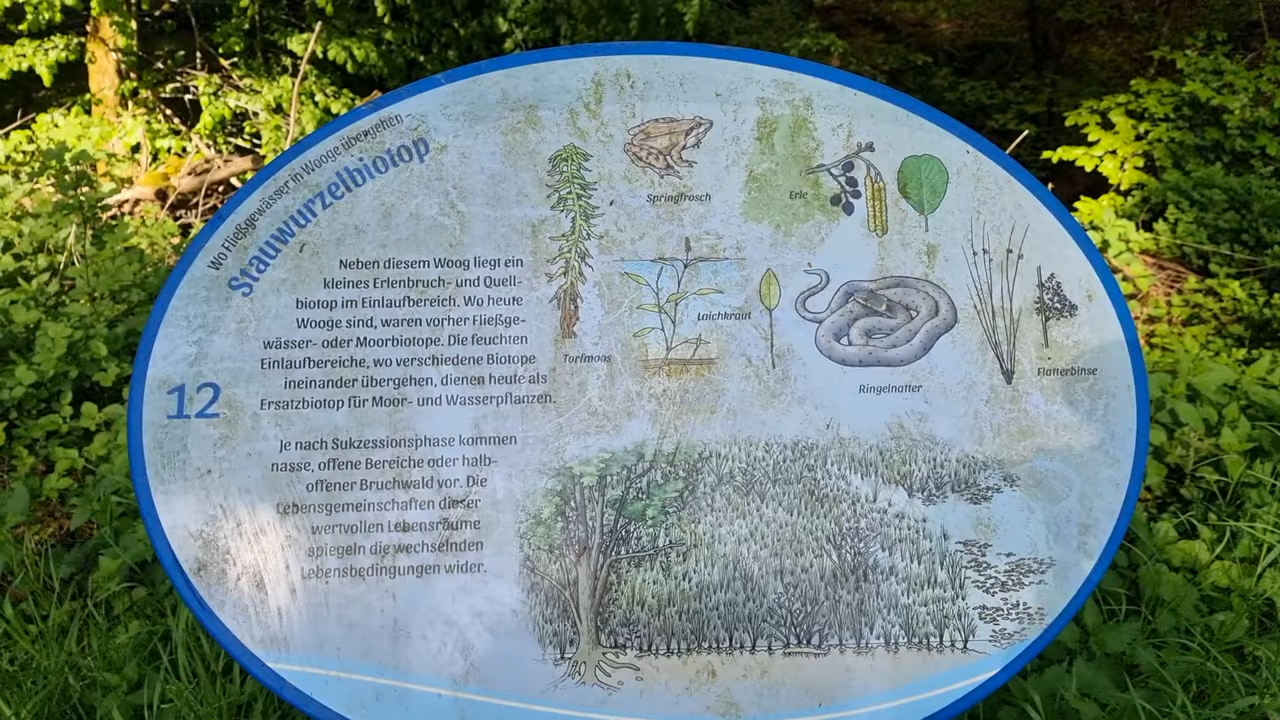 Wo Fließgewässer in Wooge übergehen
Stauwurzelbiotop
12
Neben diesem Woog liegt ein
kleines Erlenbruch- und Quell-
biotop im Einlaufbereich. Wo heute
Wooge sind, waren vorher Fließge-
wässer- oder Moorbiotope. Die feuchten
Einlaufbereiche, wo verschiedene Biotope
ineinander übergehen, dienen heute als
Ersatzbiotop für Moor- und Wasserpflanzen.
Je nach Sukzessionsphase kommen
nasse, offene Bereiche oder halb-
offener Bruchwald vor. Die
Lebensgemeinschaften dieser
wertvollen Lebensräume
spiegeln die wechselnden
Lebensbedingungen wider.
Springfrosch
Erle
Torfmoos
Laichkraut
Ringelnatter
Flatterbinse